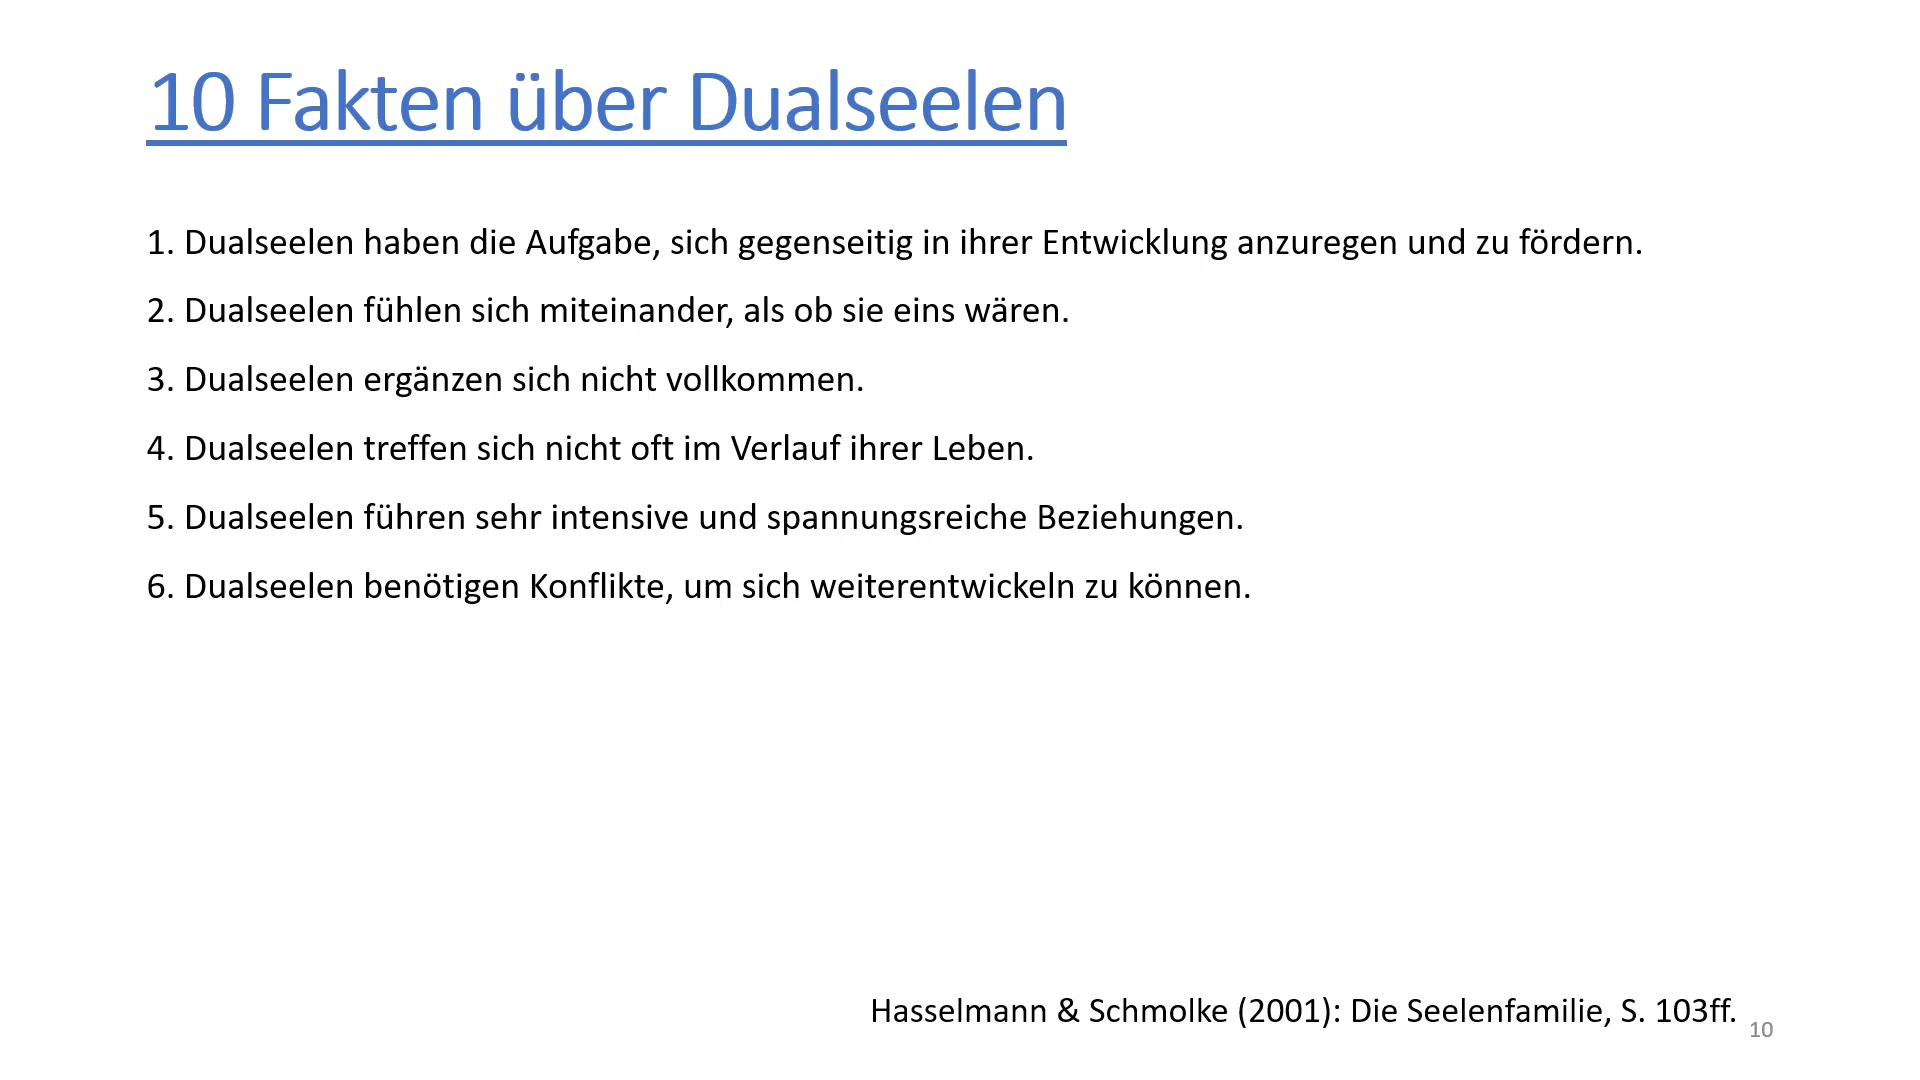 10 Fakten über Dualseelen
1. Dualseelen haben die Aufgabe, sich gegenseitig in ihrer Entwicklung anzuregen und zu fördern.
2. Dualseelen fühlen sich miteinander, als ob sie eins wären.
3. Dualseelen ergänzen sich nicht vollkommen.
4. Dualseelen treffen sich nicht oft im Verlauf ihrer Leben.
5. Dualseelen führen sehr intensive und spannungsreiche Beziehungen.
6. Dualseelen benötigen Konflikte, um sich weiterentwickeln zu können.
Hasselmann & Schmolke (2001): Die Seelenfamilie, S. 103ff.
10